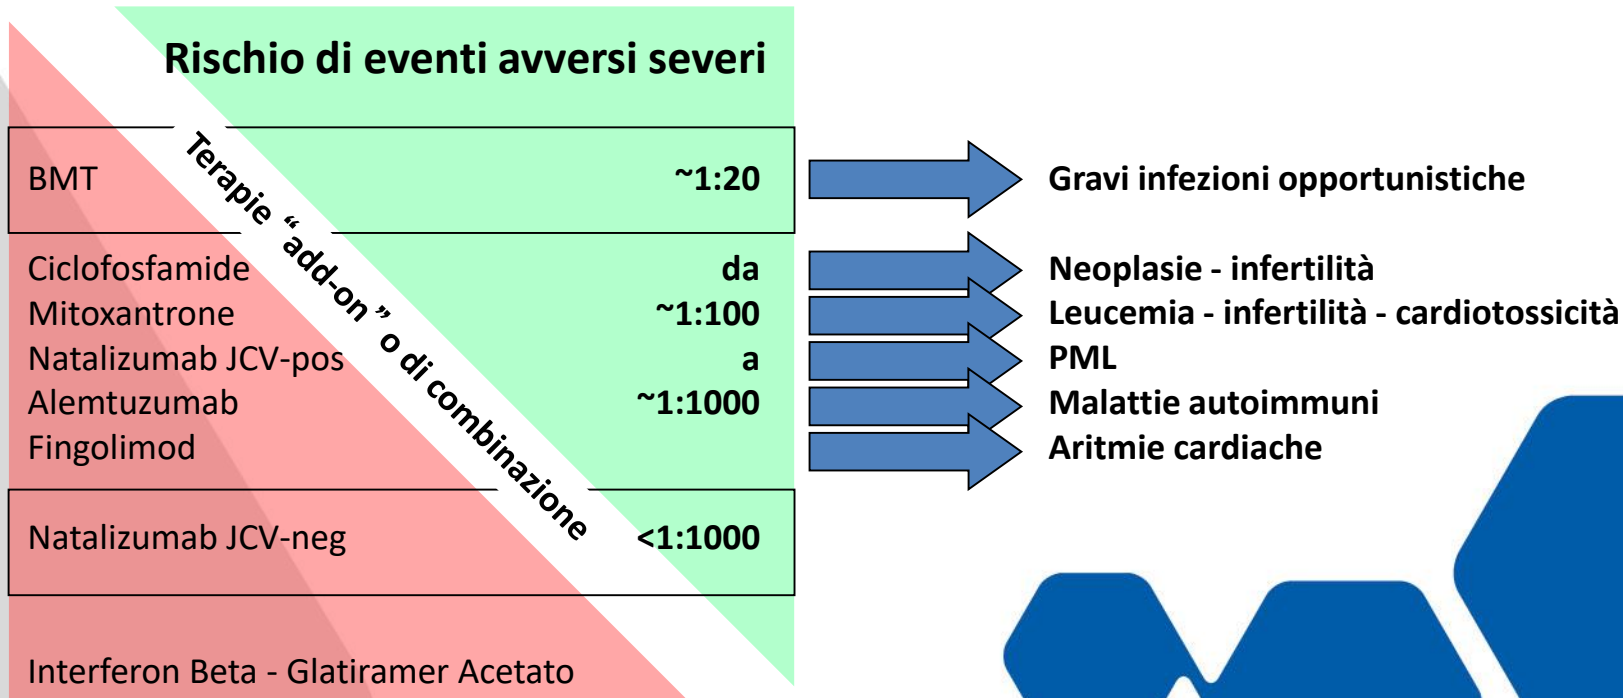 Rischio di eventi avversi severi
Terapie “add-on ” o di combinazione
BMT ~1:20 Gravi infezioni opportunistiche
Ciclofosfamide da Neoplasie - infertilità
Mitoxantrone ~1:100 Leucemia - infertilità - cardiotossicità
Natalizumab JCV-pos a PML
Alemtuzumab ~1:1000 Malattie autoimmuni
Fingolimod Aritmie cardiache
Natalizumab JCV-neg <1:1000
Interferon Beta - Glatiramer Acetato